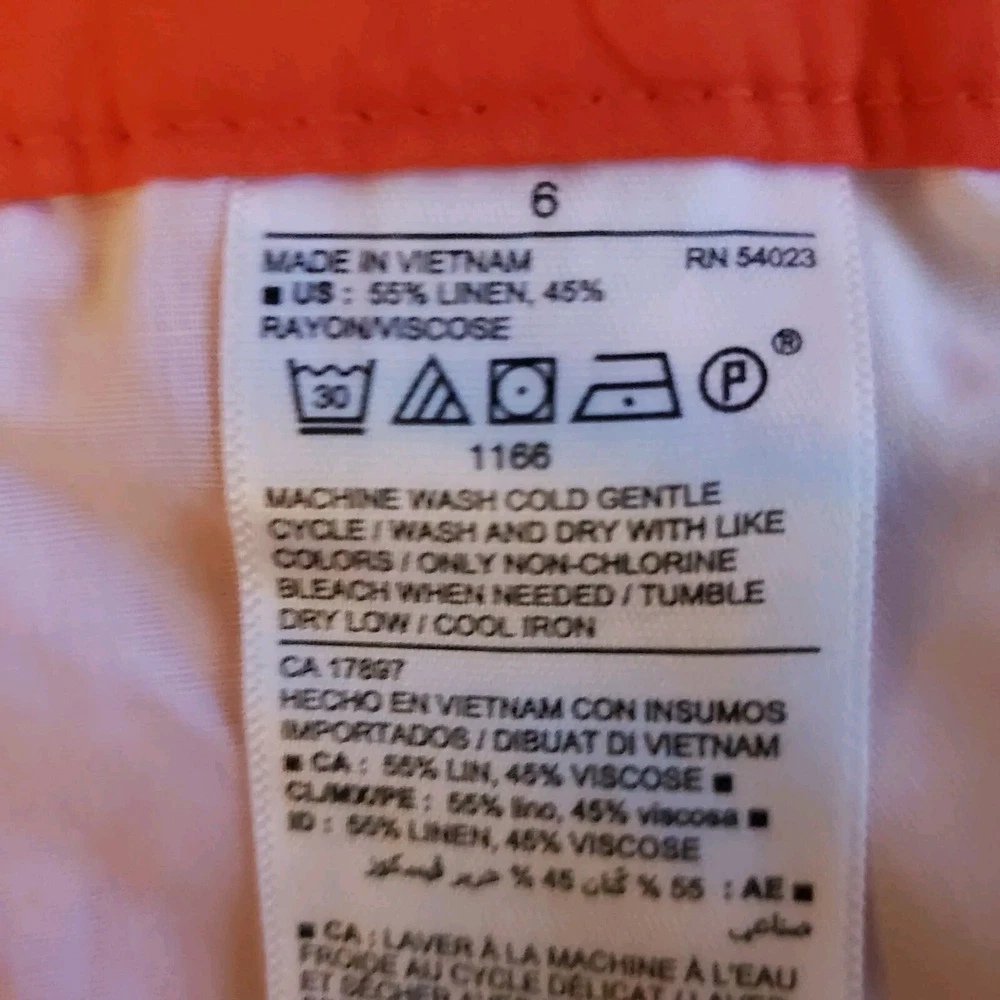 6
MADE IN VIETNAM RN 54023
■ US : 55% LINEN, 45%
RAYON/VISCOSE
30 P ®
1166
MACHINE WASH COLD GENTLE
CYCLE / WASH AND DRY WITH LIKE
COLORS / ONLY NON-CHLORINE
BLEACH WHEN NEEDED / TUMBLE
DRY LOW / COOL IRON
CA 17897
HECHO EN VIETNAM CON INSUMOS
IMPORTADOS / DIBUAT DI VIETNAM
■ CA : 55% LIN, 45% VISCOSE ■
CL/MX/PE : 55% lino, 45% viscosa ■
ID : 55% LINEN, 45% VISCOSE
■ AE : 55 % كتان 45 % حرير فيسكوز
صناعي
■ CA : LAVER À LA MACHINE À L'EAU
FROIDE AU CYCLE DÉLICAT / LAVER
ET SÉCHER AVEC